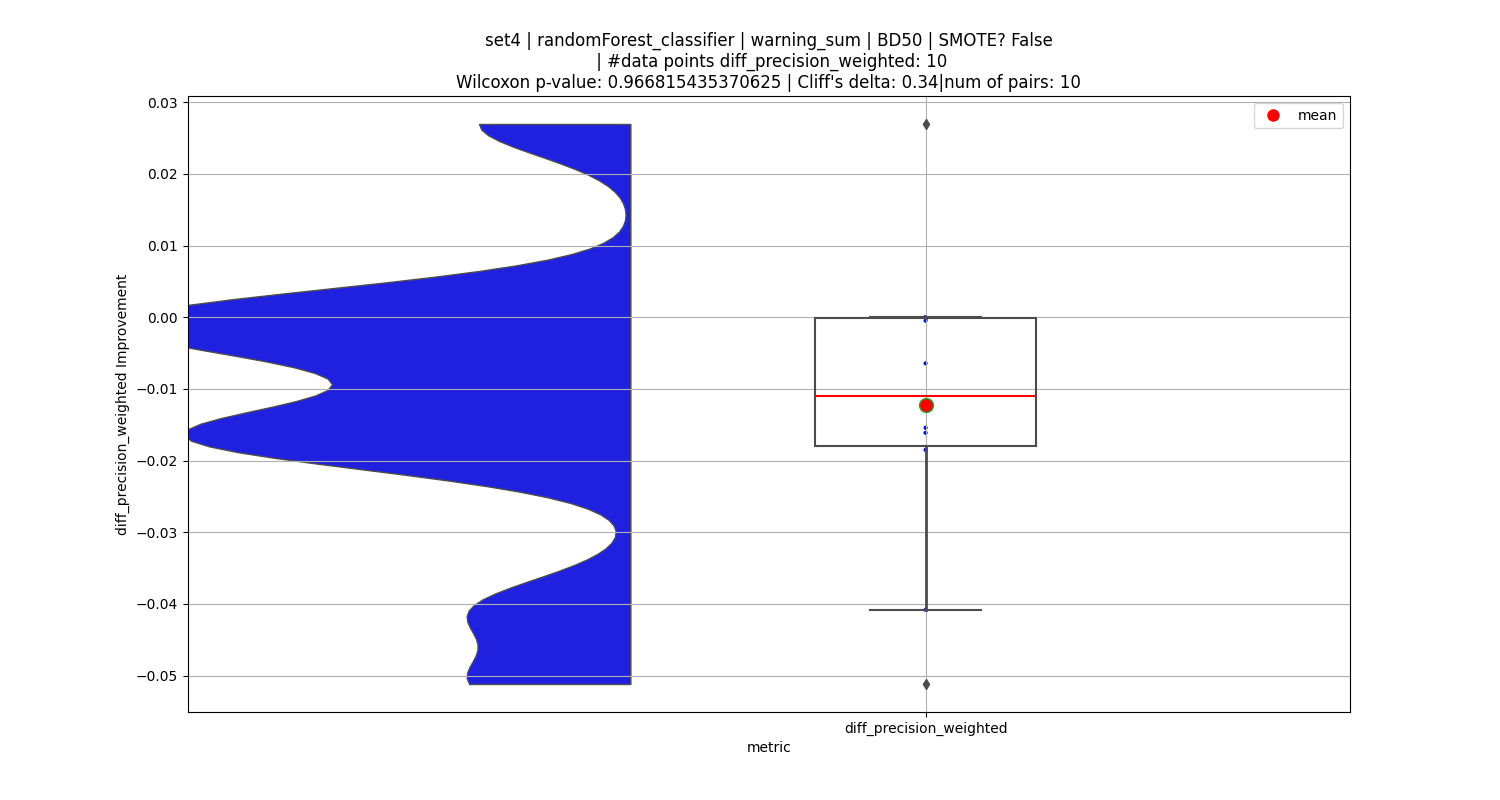 set4 | randomForest_classifier | warning_sum | BD50 | SMOTE? False
| #data points diff_precision_weighted: 10
Wilcoxon p-value: 0.966815435370625 | Cliff's delta: 0.34|num of pairs: 10
mean
0.03
0.02
0.01
0.00
−0.01
−0.02
−0.03
−0.04
−0.05
diff_precision_weighted Improvement
diff_precision_weighted
metric